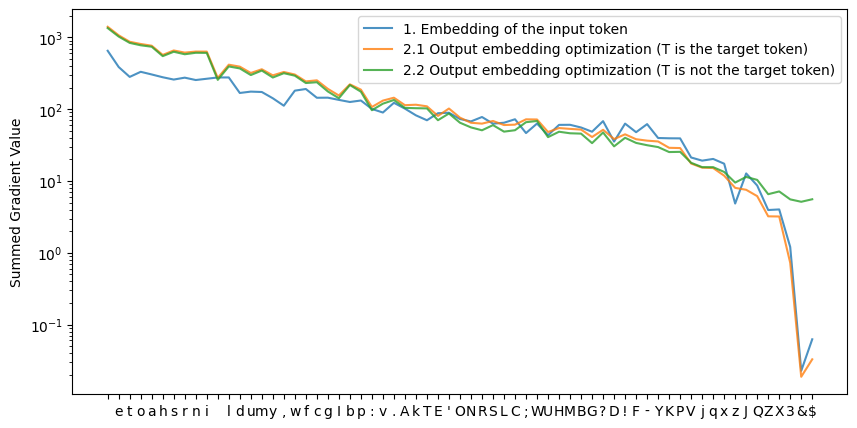 1. Embedding of the input token
2.1 Output embedding optimization (T is the target token)
2.2 Output embedding optimization (T is not the target token)
Summed Gradient Value
10³
10²
10¹
10⁰
10⁻¹
e t o a h s r n i l d u m y , w f c g I b p : v . A k T E ' O N R S L C ; W U H M B G ? D ! F - Y K P V j q x z J Q Z X 3 & $